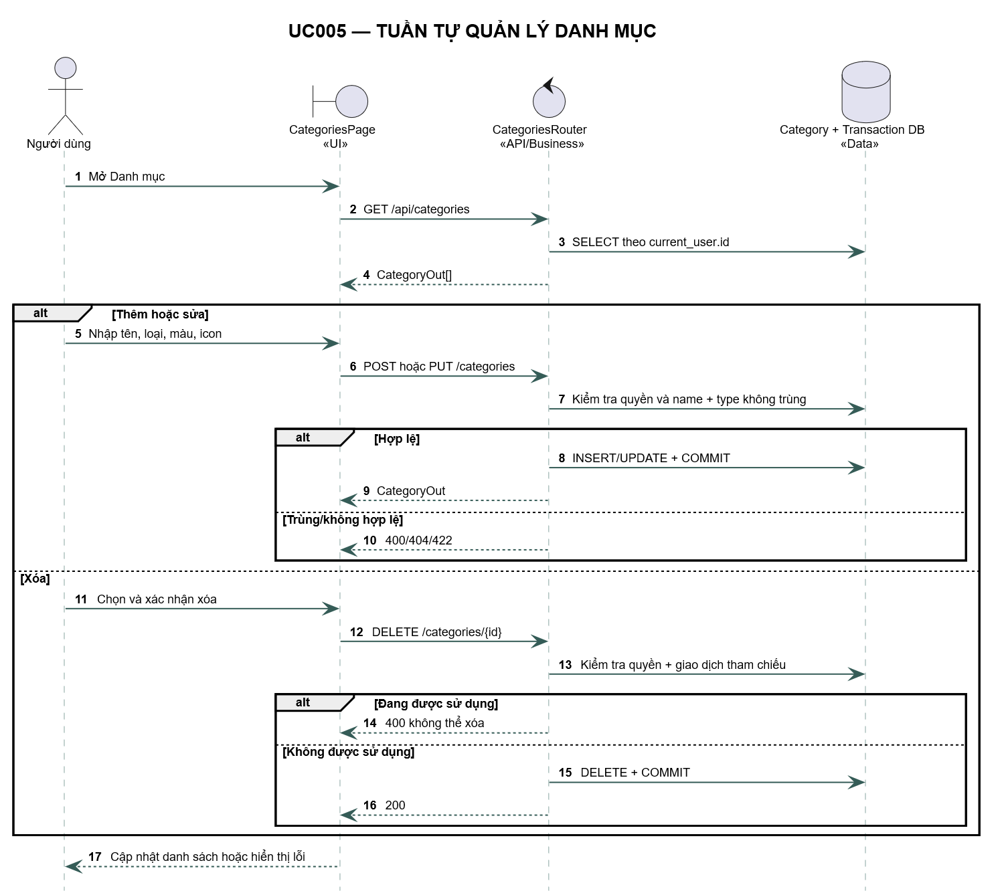 UC005 — TUẦN TỰ QUẢN LÝ DANH MỤC
Người dùng
CategoriesPage
«UI»
CategoriesRouter
«API/Business»
Category + Transaction DB
«Data»
1 Mở Danh mục
2 GET /api/categories
3 SELECT theo current_user.id
4 CategoryOut[]
alt [Thêm hoặc sửa]
5 Nhập tên, loại, màu, icon
6 POST hoặc PUT /categories
7 Kiểm tra quyền và name + type không trùng
alt [Hợp lệ]
8 INSERT/UPDATE + COMMIT
9 CategoryOut
[Trùng/không hợp lệ]
10 400/404/422
[Xóa]
11 Chọn và xác nhận xóa
12 DELETE /categories/{id}
13 Kiểm tra quyền + giao dịch tham chiếu
alt [Đang được sử dụng]
14 400 không thể xóa
[Không được sử dụng]
15 DELETE + COMMIT
16 200
17 Cập nhật danh sách hoặc hiển thị lỗi